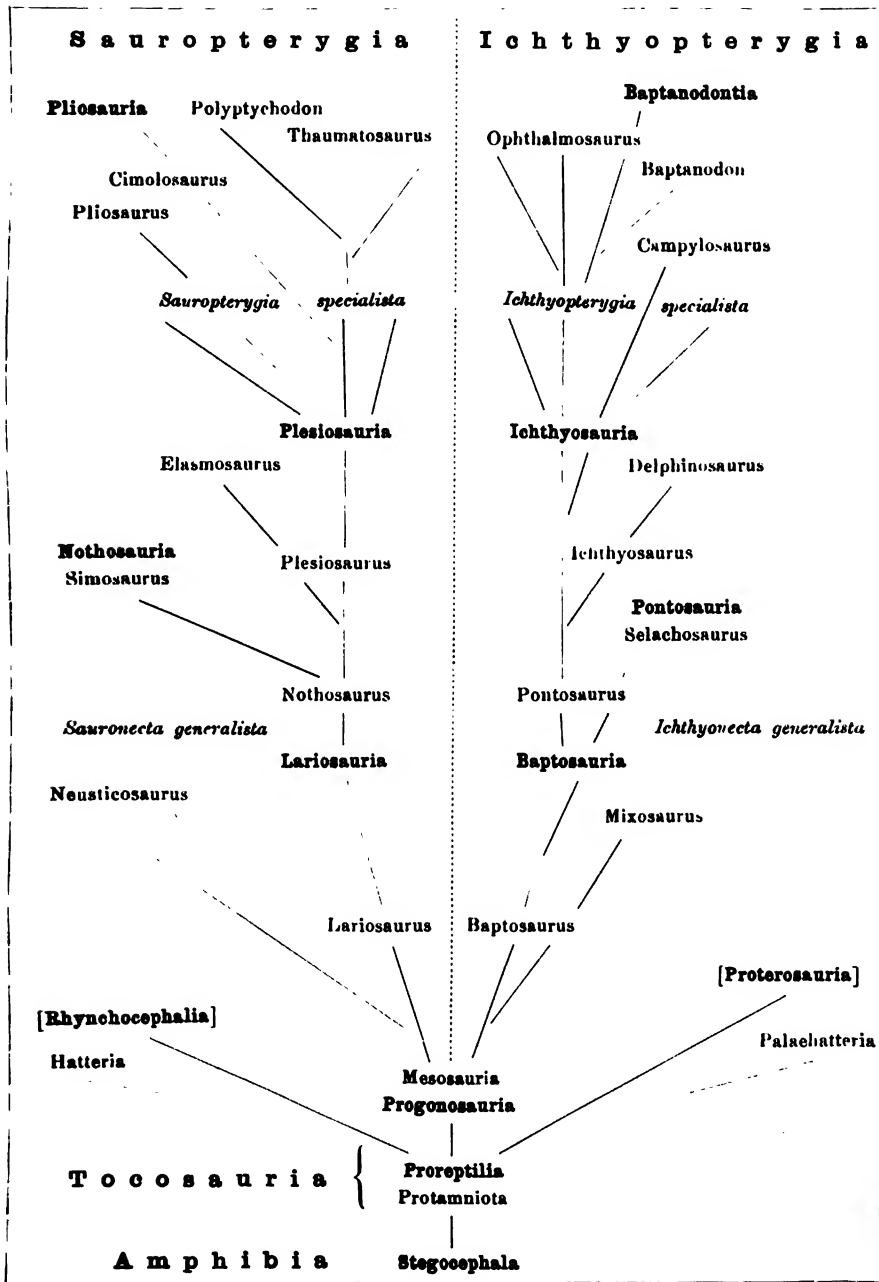 Sauropterygia Ichthyopterygia
Baptanodontia
Pliosauria Polyptychodon
Thaumatosaurus Ophthalmosaurus
Baptanodon
Cimolosaurus
Pliosaurus
Campylosaurus
Sauropterygia specialista Ichthyopterygia specialista
Plesiosauria Ichthyosauria
Elasmosaurus Delphinosaurus
Nothosauria Plesiosaurus Ichthyosaurus
Simosaurus
Pontosauria
Selachosaurus
Nothosaurus Pontosaurus
Sauronecta generalista Ichthyonecta generalista
Lariosauria Baptosauria
Neusticosaurus
Mixosaurus
Lariosaurus Baptosaurus
[Proterosauria]
[Rhynchocephalia]
Palaehatteria
Hatteria
Mesosauria
Progonosauria
Tocosauria { Proreptilia
Protamniota
Amphibia Stegocephala